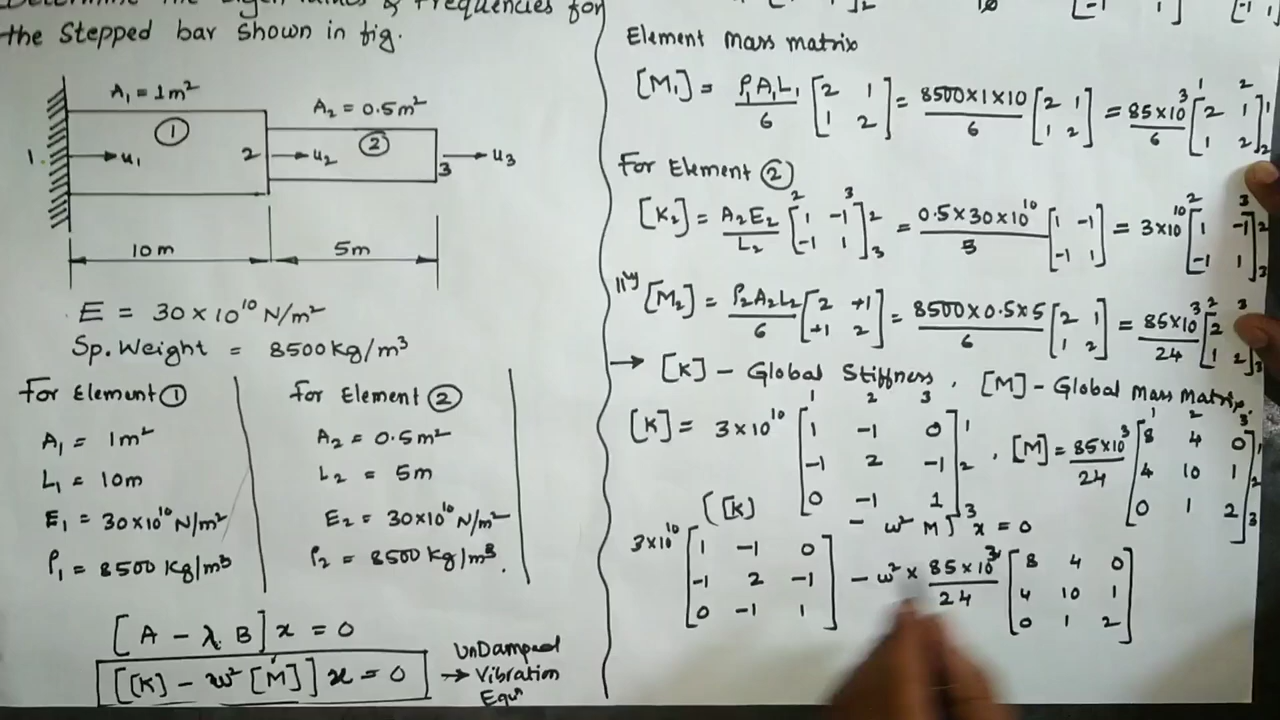 Determine the Eigen values & frequencies for
the Stepped bar shown in fig.
A₁ = 1m²
A₂ = 0.5m²
① ②
1 → u₁ 2 → u₂ 3 → u₃
10m 5m
E = 30×10¹⁰ N/m²
Sp. Weight = 8500 kg/m³
For Element ①
A₁ = 1m²
L₁ = 10m
E₁ = 30×10¹⁰ N/m²
ρ₁ = 8500 kg/m³
For Element ②
A₂ = 0.5m²
L₂ = 5m
E₂ = 30×10¹⁰ N/m²
ρ₂ = 8500 kg/m³.
[A - λ B] x = 0
[[K] - w² [M]] x = 0 → UnDamped
Vibration
Equⁿ
Element mass matrix
[M₁] = ρ₁A₁L₁/6 [2 1; 1 2] = 8500×1×10/6 [2 1; 1 2] = 85×10³/6 [2 1; 1 2]
For Element ②
[K₂] = A₂E₂/L₂ [1 -1; -1 1] = 0.5×30×10¹⁰/5 [1 -1; -1 1] = 3×10¹⁰ [1 -1; -1 1]
|||ly [M₂] = ρ₂A₂L₂/6 [2 +1; +1 2] = 8500×0.5×5/6 [2 1; 1 2] = 85×10³/24 [2; 1 2]
→ [K] - Global Stiffness, [M] - Global Mass Matrix.
[K] = 3×10¹⁰ [1 -1 0; -1 2 -1; 0 -1 1], [M] = 85×10³/24 [8 4 0; 4 10 1; 0 1 2]
([K] - w² M] x = 0
3×10¹⁰ [1 -1 0; -1 2 -1; 0 -1 1] - w² × 85×10³/24 [8 4 0; 4 10 1; 0 1 2]